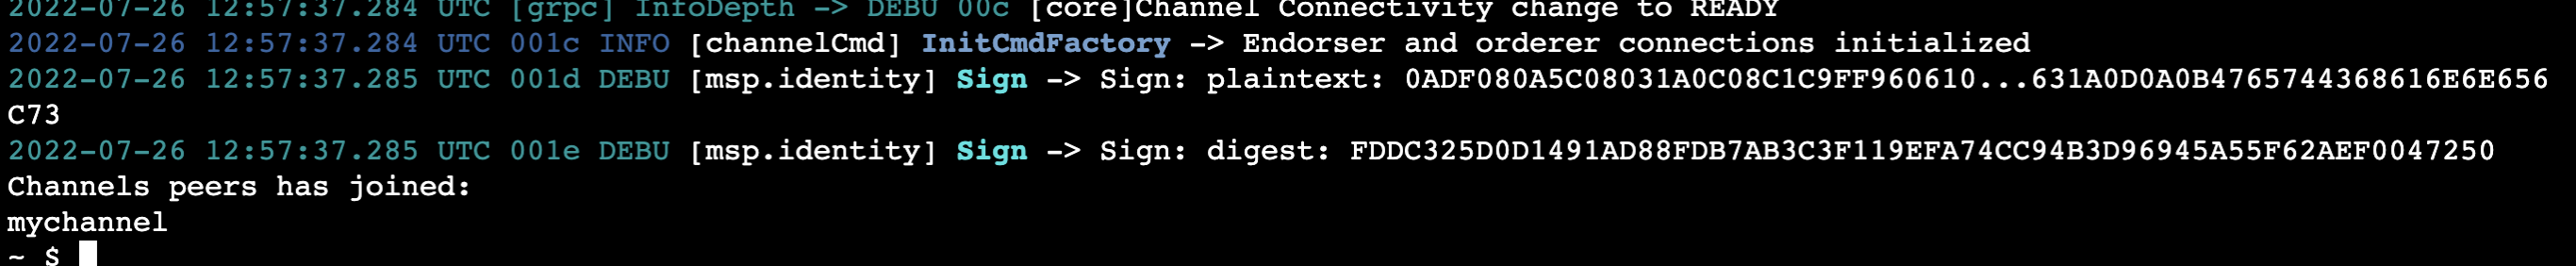 2022-07-26 12:57:37.284 UTC [grpc] InfoDepth -> DEBU 00c [core]Channel Connectivity change to READY
2022-07-26 12:57:37.284 UTC 001c INFO [channelCmd] InitCmdFactory -> Endorser and orderer connections initialized
2022-07-26 12:57:37.285 UTC 001d DEBU [msp.identity] Sign -> Sign: plaintext: 0ADF080A5C08031A0C08C1C9FF960610...631A0D0A0B4765744368616E6E656
C73
2022-07-26 12:57:37.285 UTC 001e DEBU [msp.identity] Sign -> Sign: digest: FDDC325D0D1491AD88FDB7AB3C3F119EFA74CC94B3D96945A55F62AEF0047250
Channels peers has joined:
mychannel
~ $